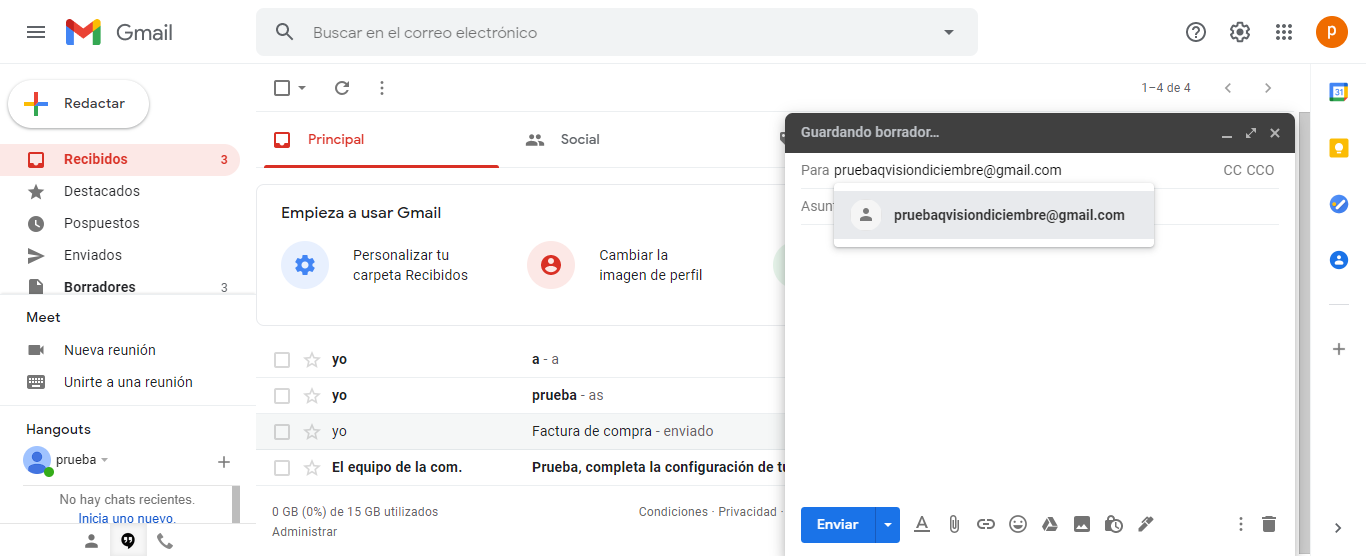 Gmail
Buscar en el correo electrónico
p
Redactar
Recibidos 3
Destacados
Pospuestos
Enviados
Borradores 3
Meet
Nueva reunión
Unirte a una reunión
Hangouts
prueba
No hay chats recientes.
Inicia uno nuevo.
1–4 de 4
Principal
Social
Empieza a usar Gmail
Personalizar tu
carpeta Recibidos
Cambiar la
imagen de perfil
yo a - a
yo prueba - as
yo Factura de compra - enviado
El equipo de la com. Prueba, completa la configuración de tu
0 GB (0%) de 15 GB utilizados
Administrar
Condiciones · Privacidad ·
Guardando borrador…
Para pruebaqvisiondiciembre@gmail.com CC CCO
Asun
pruebaqvisiondiciembre@gmail.com
Enviar
31